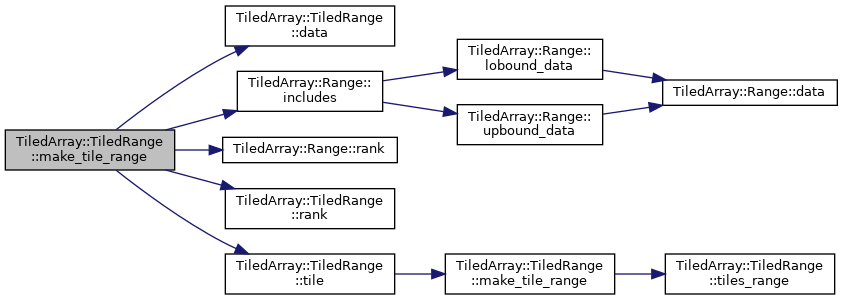 TiledArray::TiledRange
::make_tile_range
TiledArray::TiledRange
::data
TiledArray::Range::
includes
TiledArray::Range::rank
TiledArray::TiledRange
::rank
TiledArray::TiledRange
::tile
TiledArray::Range::
lobound_data
TiledArray::Range::
upbound_data
TiledArray::TiledRange
::make_tile_range
TiledArray::Range::data
TiledArray::TiledRange
::tiles_range